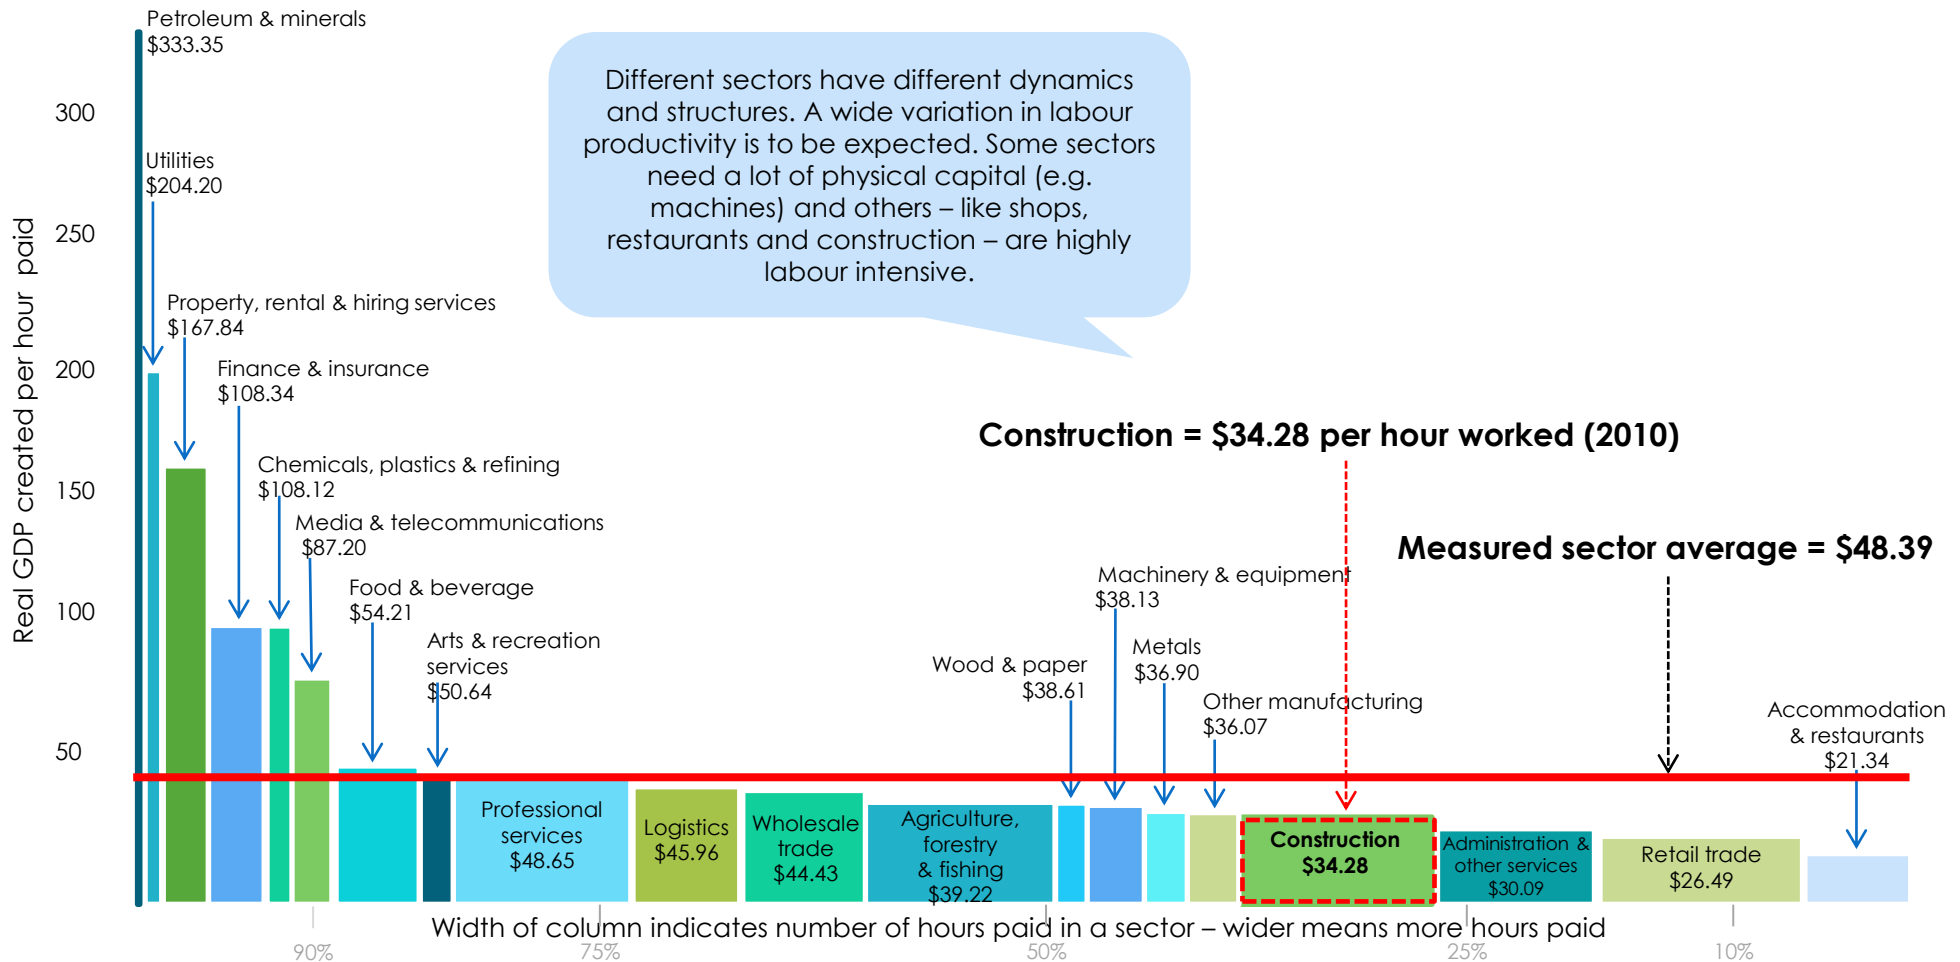 Petroleum & minerals
$333.35
Different sectors have different dynamics
and structures. A wide variation in labour
productivity is to be expected. Some sectors
need a lot of physical capital (e.g.
machines) and others – like shops,
restaurants and construction – are highly
labour intensive.
Real GDP created per hour paid
300
250
200
150
100
50
Utilities
$204.20
Property, rental & hiring services
$167.84
Finance & insurance
$108.34
Chemicals, plastics & refining
$108.12
Media & telecommunications
$87.20
Food & beverage
$54.21
Arts & recreation
services
$50.64
Construction = $34.28 per hour worked (2010)
Measured sector average = $48.39
Machinery & equipment
$38.13
Wood & paper
$38.61
Metals
$36.90
Other manufacturing
$36.07
Accommodation
& restaurants
$21.34
Professional
services
$48.65
Logistics
$45.96
Wholesale
trade
$44.43
Agriculture,
forestry
& fishing
$39.22
Construction
$34.28
Administration &
other services
$30.09
Retail trade
$26.49
Width of column indicates number of hours paid in a sector – wider means more hours paid
90%
75%
50%
25%
10%